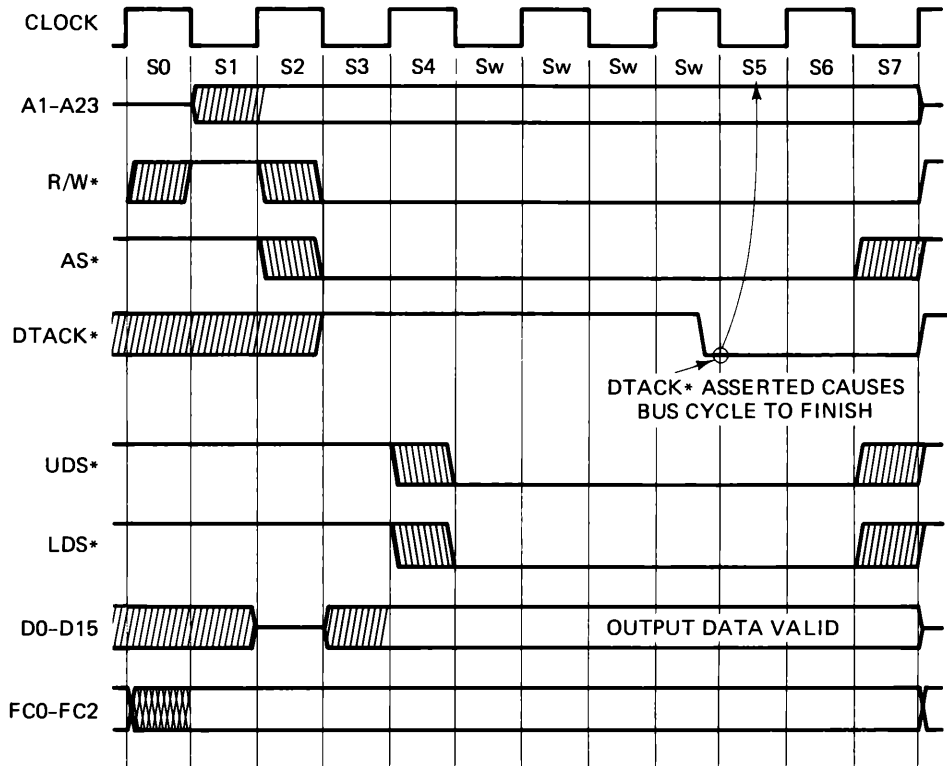 CLOCK
S0 S1 S2 S3 S4 Sw Sw Sw Sw S5 S6 S7
A1-A23
R/W*
AS*
DTACK*
DTACK* ASSERTED CAUSES
BUS CYCLE TO FINISH
UDS*
LDS*
D0-D15
OUTPUT DATA VALID
FC0-FC2